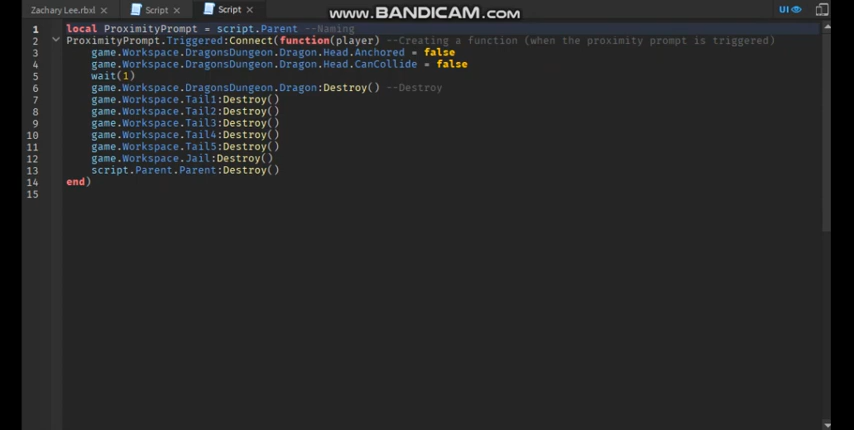 www.BANDICAM.com
Zachary Lee.rbxl × Script × Script × UI
1 local ProximityPrompt = script.Parent --Naming
2 ProximityPrompt.Triggered:Connect(function(player) --Creating a function (when the proximity prompt is triggered)
3 game.Workspace.DragonsDungeon.Dragon.Head.Anchored = false
4 game.Workspace.DragonsDungeon.Dragon.Head.CanCollide = false
5 wait(1)
6 game.Workspace.DragonsDungeon.Dragon:Destroy() --Destroy
7 game.Workspace.Tail1:Destroy()
8 game.Workspace.Tail2:Destroy()
9 game.Workspace.Tail3:Destroy()
10 game.Workspace.Tail4:Destroy()
11 game.Workspace.Tail5:Destroy()
12 game.Workspace.Jail:Destroy()
13 script.Parent.Parent:Destroy()
14 end)
15